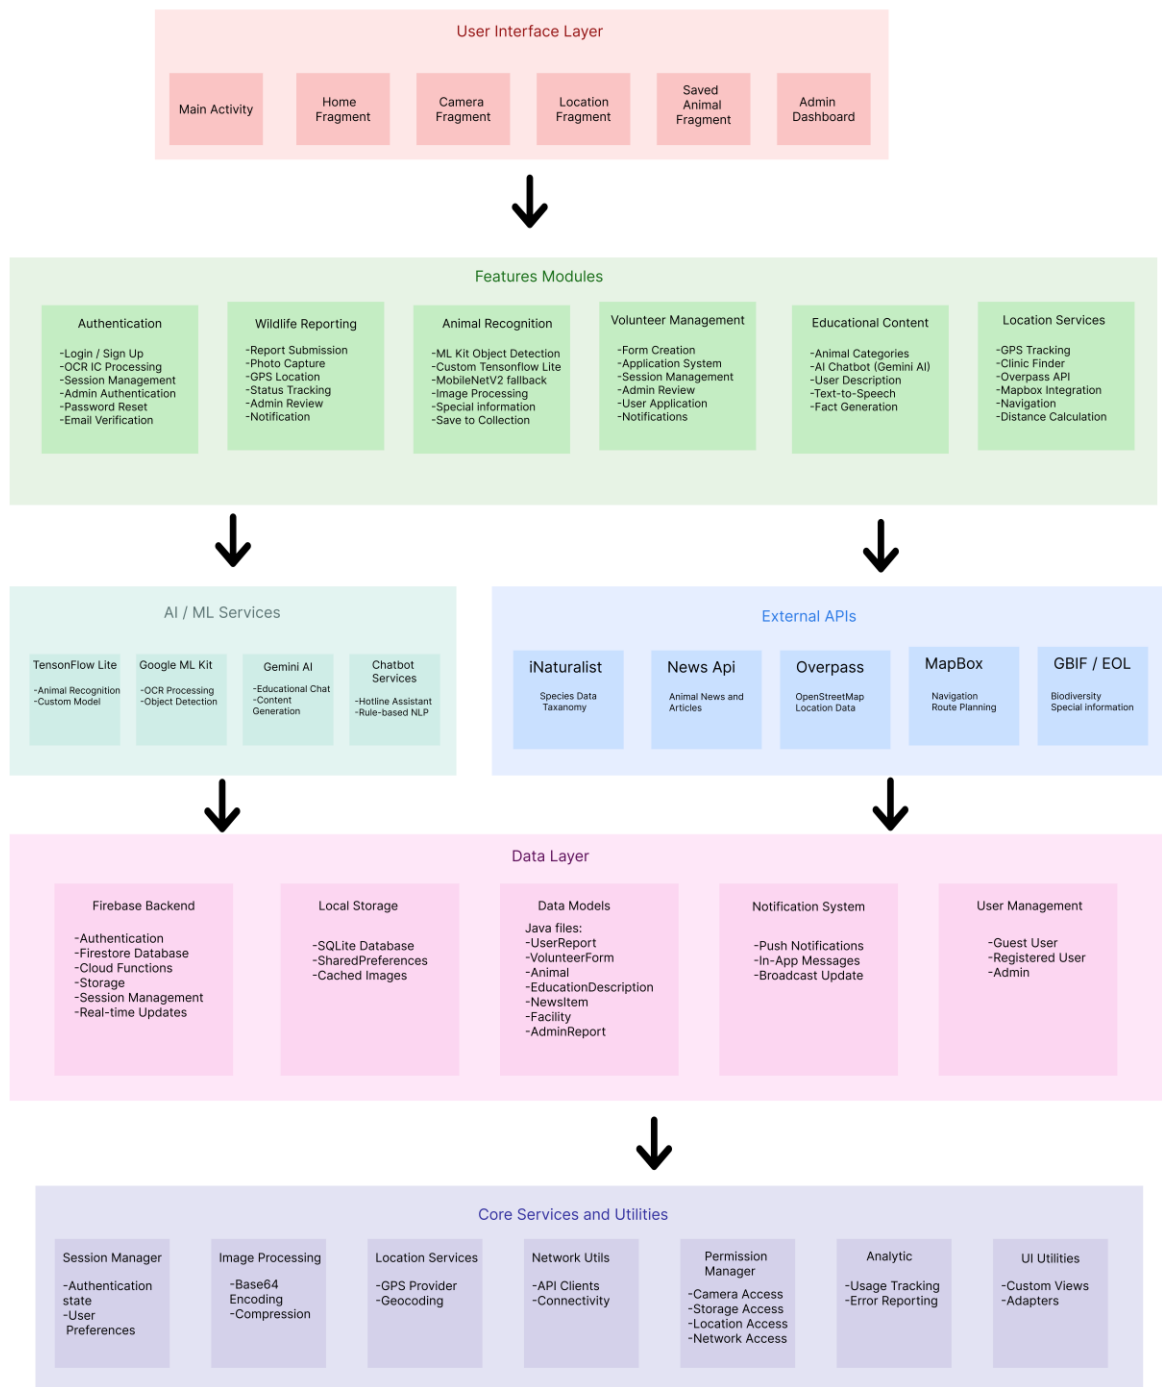 User Interface Layer
Main Activity
Home
Fragment
Camera
Fragment
Location
Fragment
Saved
Animal
Fragment
Admin
Dashboard
Features Modules
Authentication
-Login / Sign Up
-OCR IC Processing
-Session Management
-Admin Authentication
-Password Reset
-Email Verification
Wildlife Reporting
-Report Submission
-Photo Capture
-GPS Location
-Status Tracking
-Admin Review
-Notification
Animal Recognition
-ML Kit Object Detection
-Custom Tensorflow Lite
-MobileNetV2 fallback
-Image Processing
-Special information
-Save to Collection
Volunteer Management
-Form Creation
-Application System
-Session Management
-Admin Review
-User Application
-Notifications
Educational Content
-Animal Categories
-AI Chatbot (Gemini AI)
-User Description
-Text-to-Speech
-Fact Generation
Location Services
-GPS Tracking
-Clinic Finder
-Overpass API
-Mapbox Integration
-Navigation
-Distance Calculation
AI / ML Services
TensonFlow Lite
-Animal Recognition
-Custom Model
Google ML Kit
-OCR Processing
-Object Detection
Gemini AI
-Educational Chat
-Content
Generation
Chatbot
Services
-Hotline Assistant
-Rule-based NLP
External APIs
iNaturalist
Species Data
Taxanomy
News Api
Animal News and
Articles
Overpass
OpenStreetMap
Location Data
MapBox
Navigation
Route Planning
GBIF / EOL
Biodiversity
Special information
Data Layer
Firebase Backend
-Authentication
-Firestore Database
-Cloud Functions
-Storage
-Session Management
-Real-time Updates
Local Storage
-SQLite Database
-SharedPreferences
-Cached Images
Data Models
Java files:
-UserReport
-VolunteerForm
-Animal
-EducationDescription
-NewsItem
-Facility
-AdminReport
Notification System
-Push Notifications
-In-App Messages
-Broadcast Update
User Management
-Guest User
-Registered User
-Admin
Core Services and Utilities
Session Manager
-Authentication
state
-User
Preferences
Image Processing
-Base64
Encoding
-Compression
Location Services
-GPS Provider
-Geocoding
Network Utils
-API Clients
-Connectivity
Permission
Manager
-Camera Access
-Storage Access
-Location Access
-Network Access
Analytic
-Usage Tracking
-Error Reporting
UI Utilities
-Custom Views
-Adapters